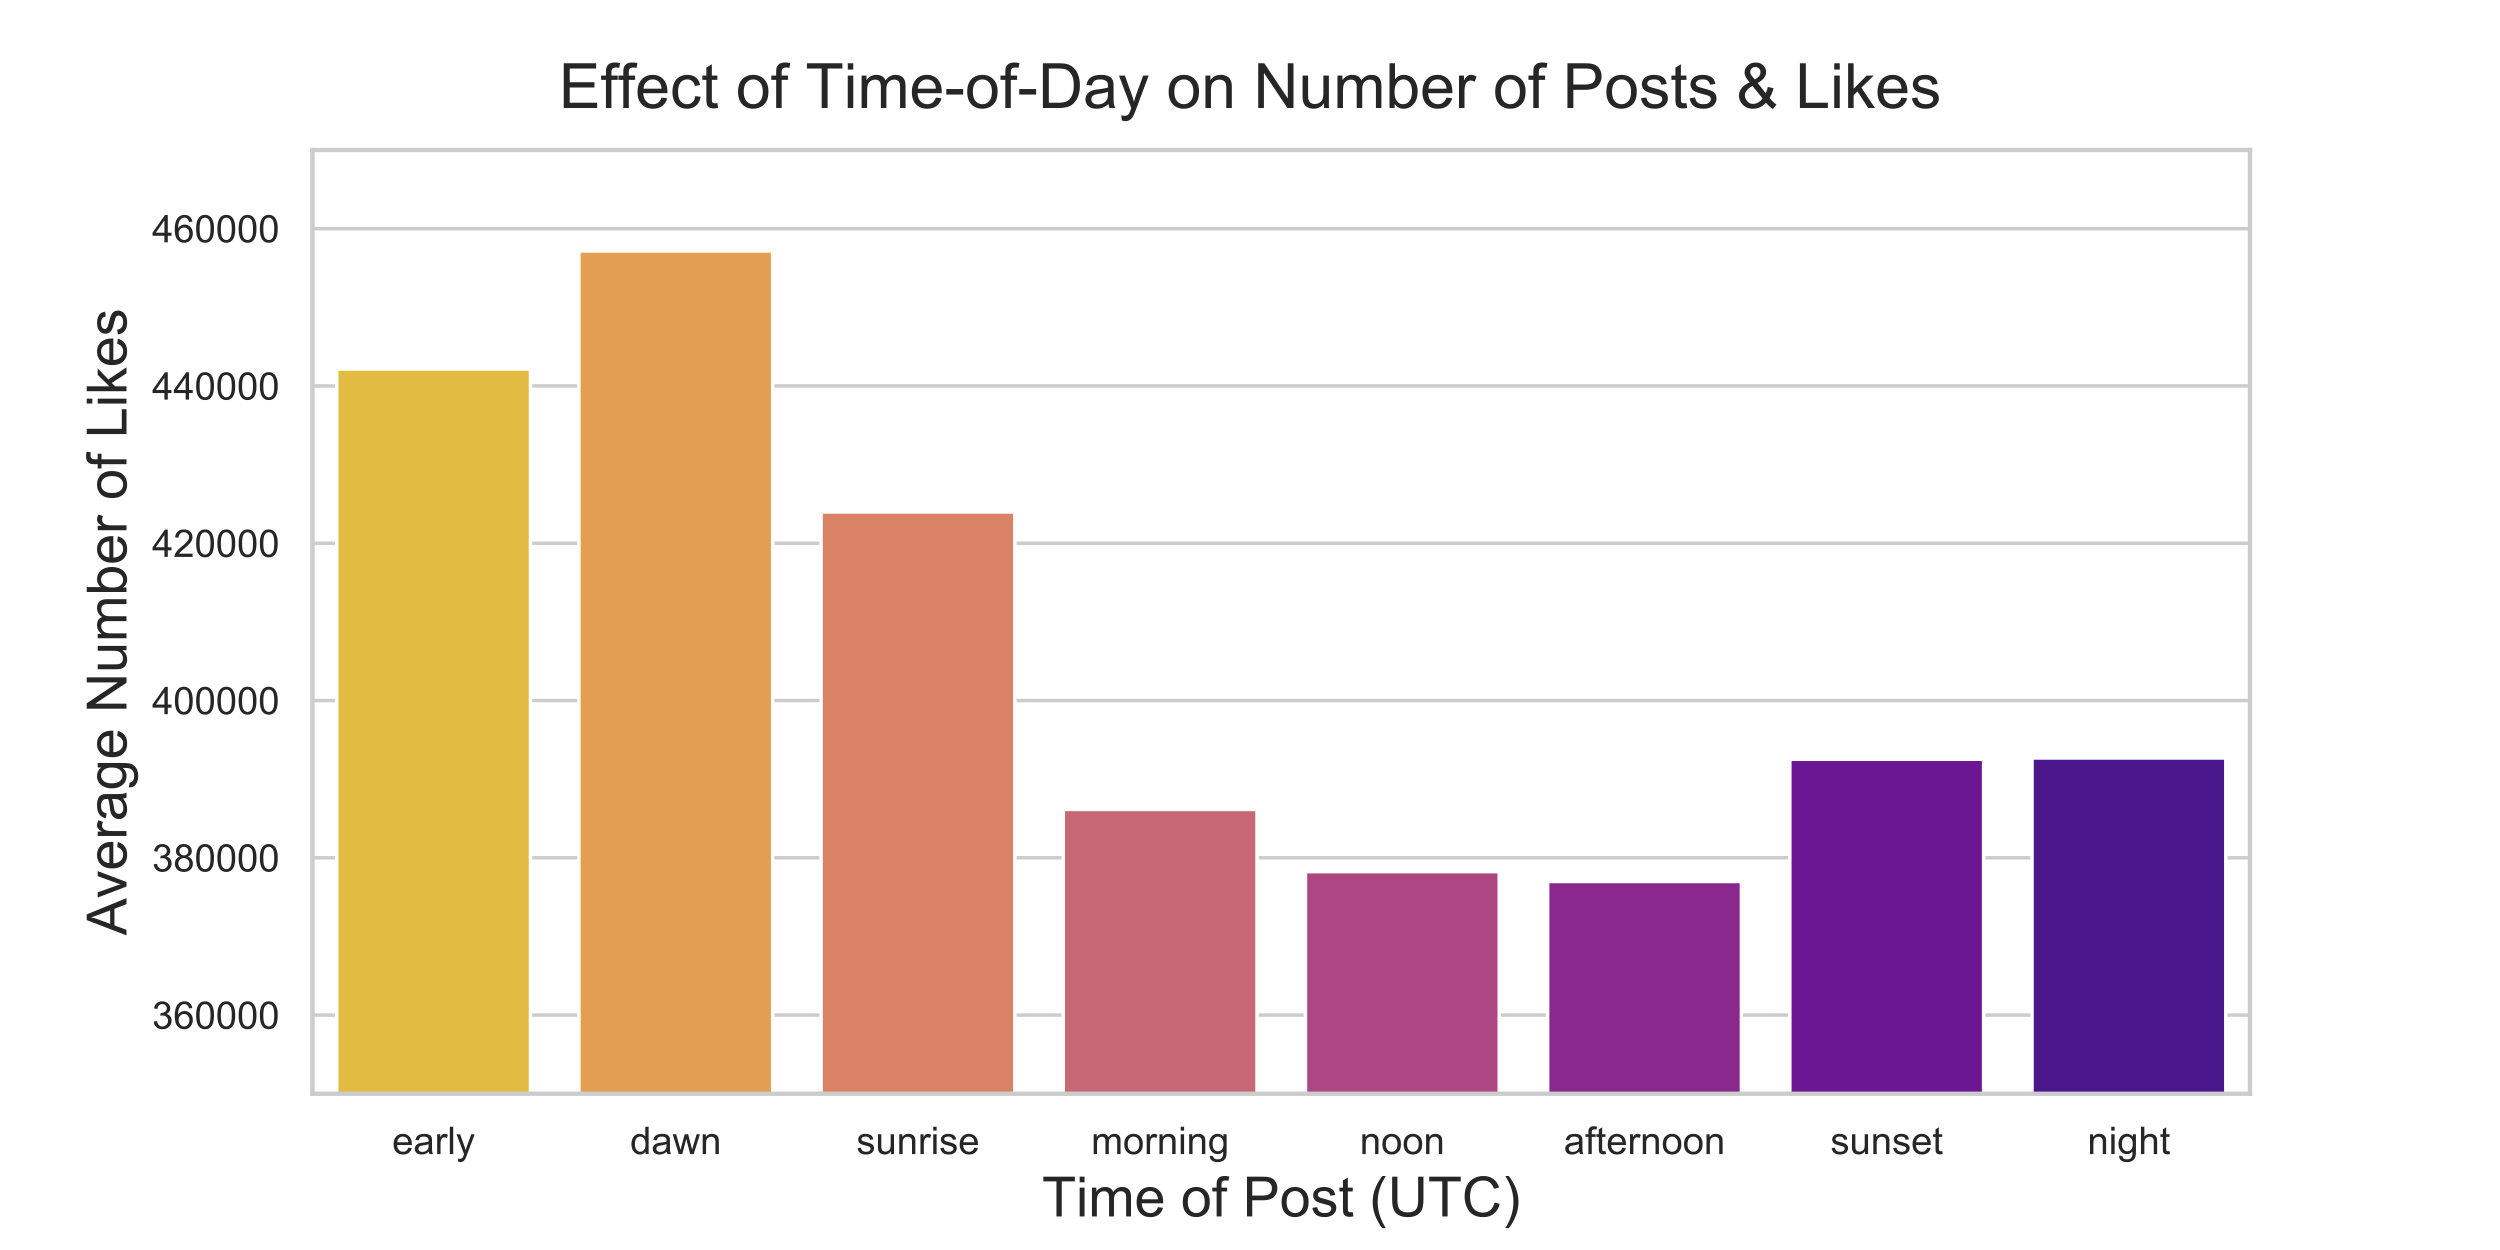 Effect of Time-of-Day on Number of Posts & Likes
Average Number of Likes
460000
440000
420000
400000
380000
360000
early dawn sunrise morning noon afternoon sunset night
Time of Post (UTC)